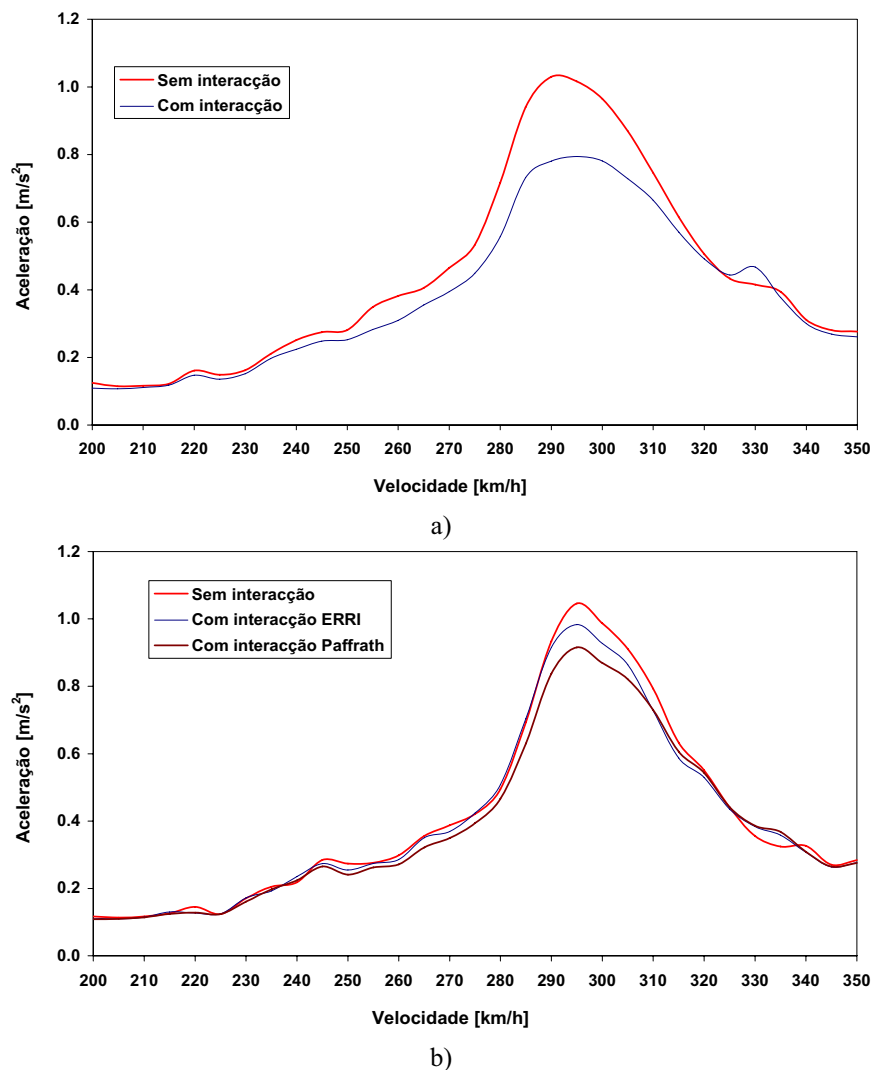 1.2
1.0
0.8
0.6
0.4
0.2
0.0
Aceleração [m/s²]
Sem interacção
Com interacção
200 210 220 230 240 250 260 270 280 290 300 310 320 330 340 350
Velocidade [km/h]
a)
1.2
1.0
0.8
0.6
0.4
0.2
0.0
Aceleração [m/s²]
Sem interacção
Com interacção ERRI
Com interacção Paffrath
200 210 220 230 240 250 260 270 280 290 300 310 320 330 340 350
Velocidade [km/h]
b)